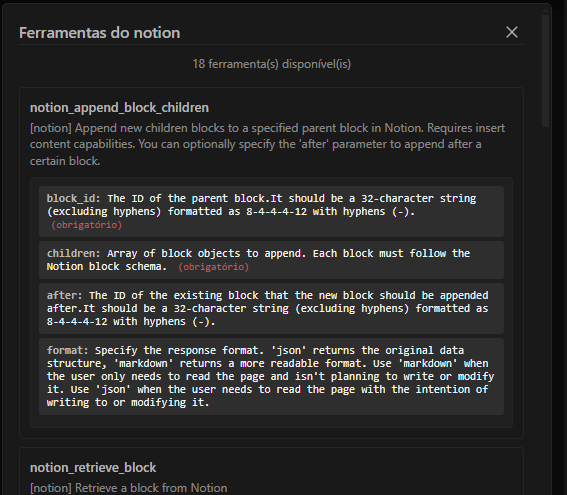 Ferramentas do notion
18 ferramenta(s) disponível(is)
notion_append_block_children
[notion] Append new children blocks to a specified parent block in Notion. Requires insert
content capabilities. You can optionally specify the 'after' parameter to append after a
certain block.
block_id: The ID of the parent block.It should be a 32-character string
(excluding hyphens) formatted as 8-4-4-4-12 with hyphens (-).
(obrigatório)
children: Array of block objects to append. Each block must follow the
Notion block schema. (obrigatório)
after: The ID of the existing block that the new block should be appended
after.It should be a 32-character string (excluding hyphens) formatted as
8-4-4-4-12 with hyphens (-).
format: Specify the response format. 'json' returns the original data
structure, 'markdown' returns a more readable format. Use 'markdown' when
the user only needs to read the page and isn't planning to write or modify
it. Use 'json' when the user needs to read the page with the intention of
writing to or modifying it.
notion_retrieve_block
[notion] Retrieve a block from Notion